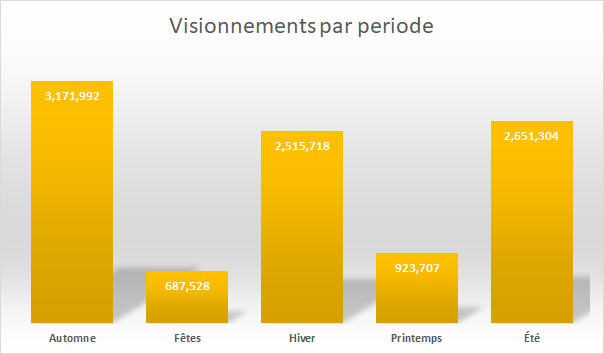 Visionnements par periode
3,171,992
687,528
2,515,718
923,707
2,651,304
Automne
Fêtes
Hiver
Printemps
Été